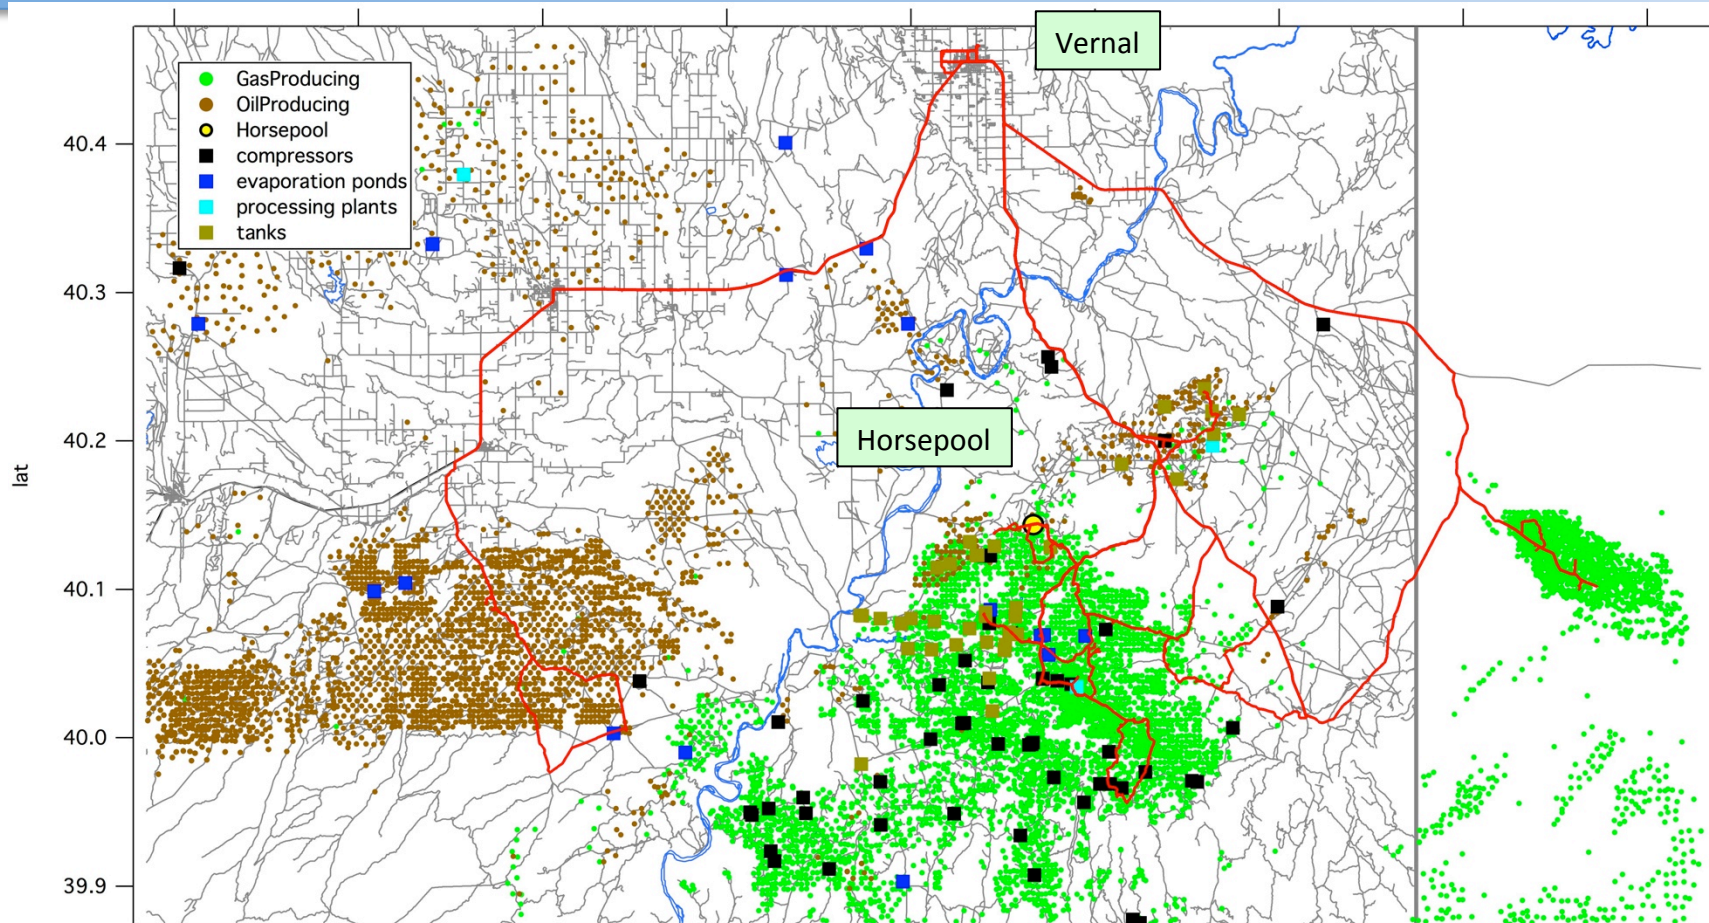 Vernal
GasProducing
OilProducing
Horsepool
compressors
evaporation ponds
processing plants
tanks
40.4
40.3
40.2
40.1
40.0
39.9
lat
Horsepool